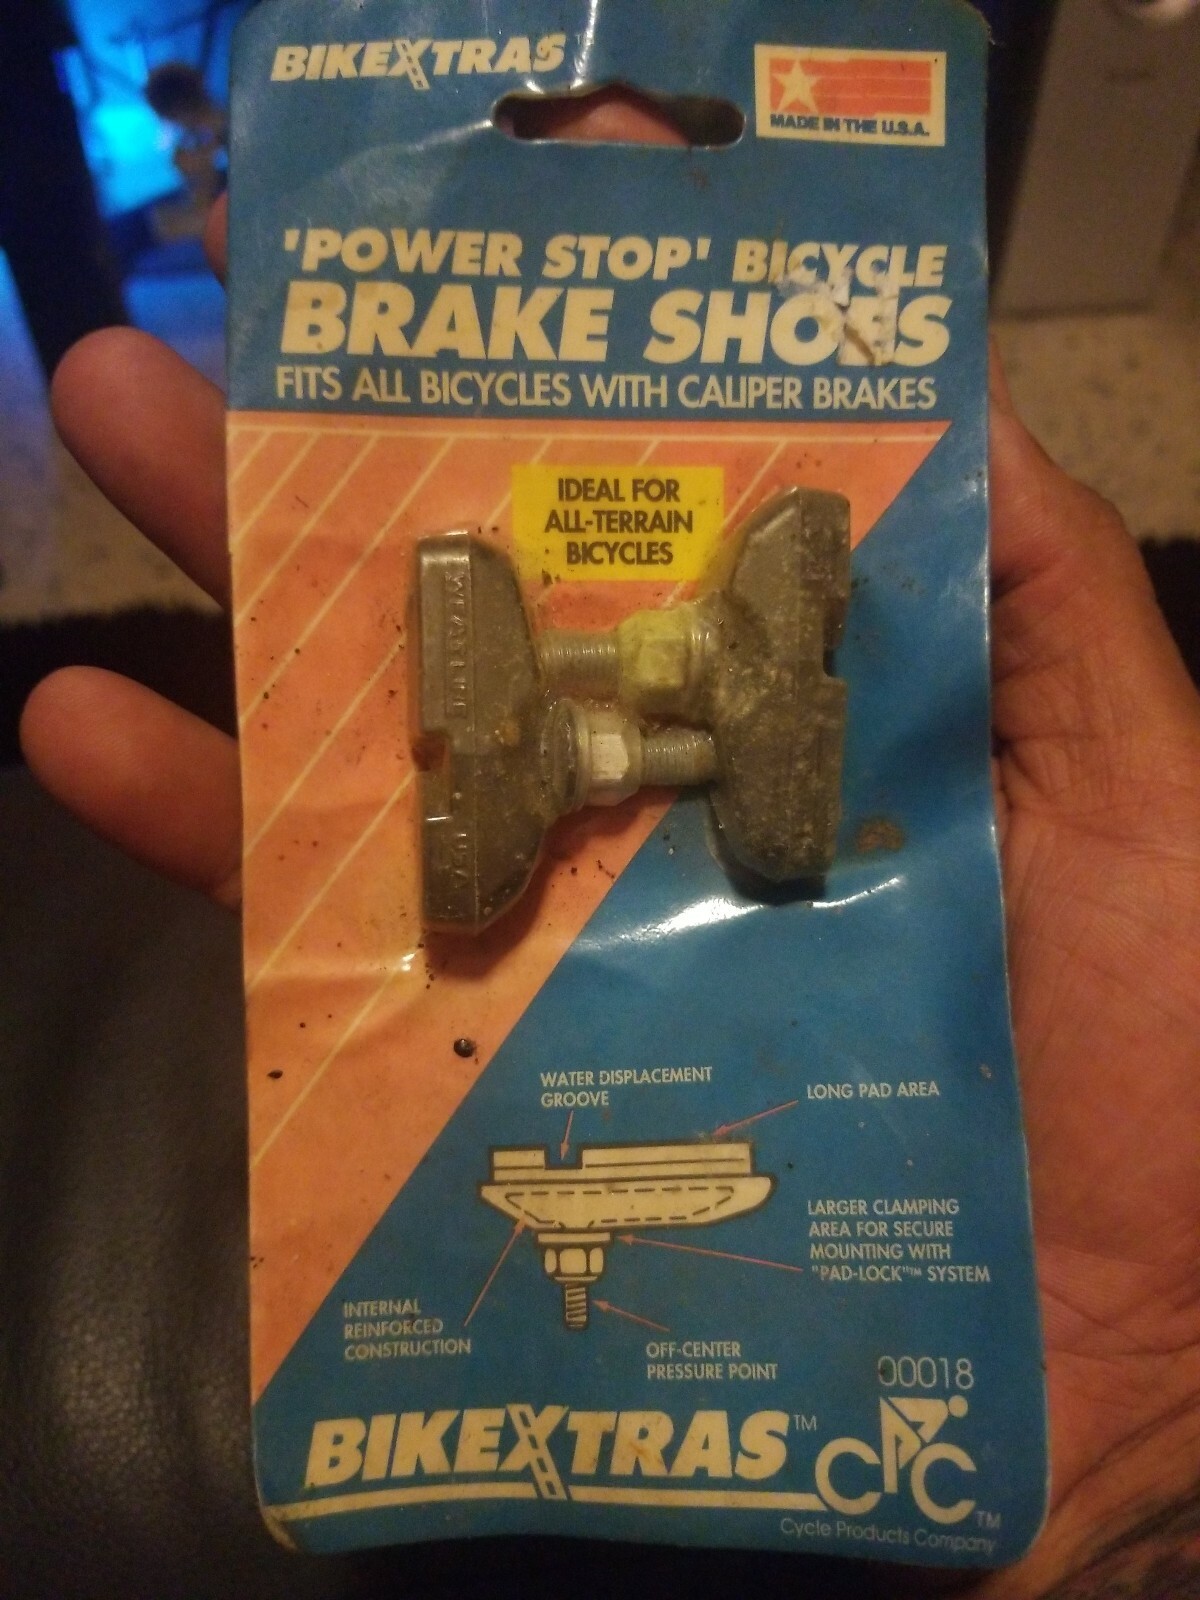 BIKEXTRAS
MADE IN THE U.S.A.
'POWER STOP' BICYCLE
BRAKE SHOES
FITS ALL BICYCLES WITH CALIPER BRAKES
IDEAL FOR
ALL-TERRAIN
BICYCLES
USA
WATER DISPLACEMENT
GROOVE
LONG PAD AREA
LARGER CLAMPING
AREA FOR SECURE
MOUNTING WITH
"PAD-LOCK"™ SYSTEM
INTERNAL
REINFORCED
CONSTRUCTION
OFF-CENTER
PRESSURE POINT
00018
BIKEXTRAS™
CPC™
Cycle Products Company